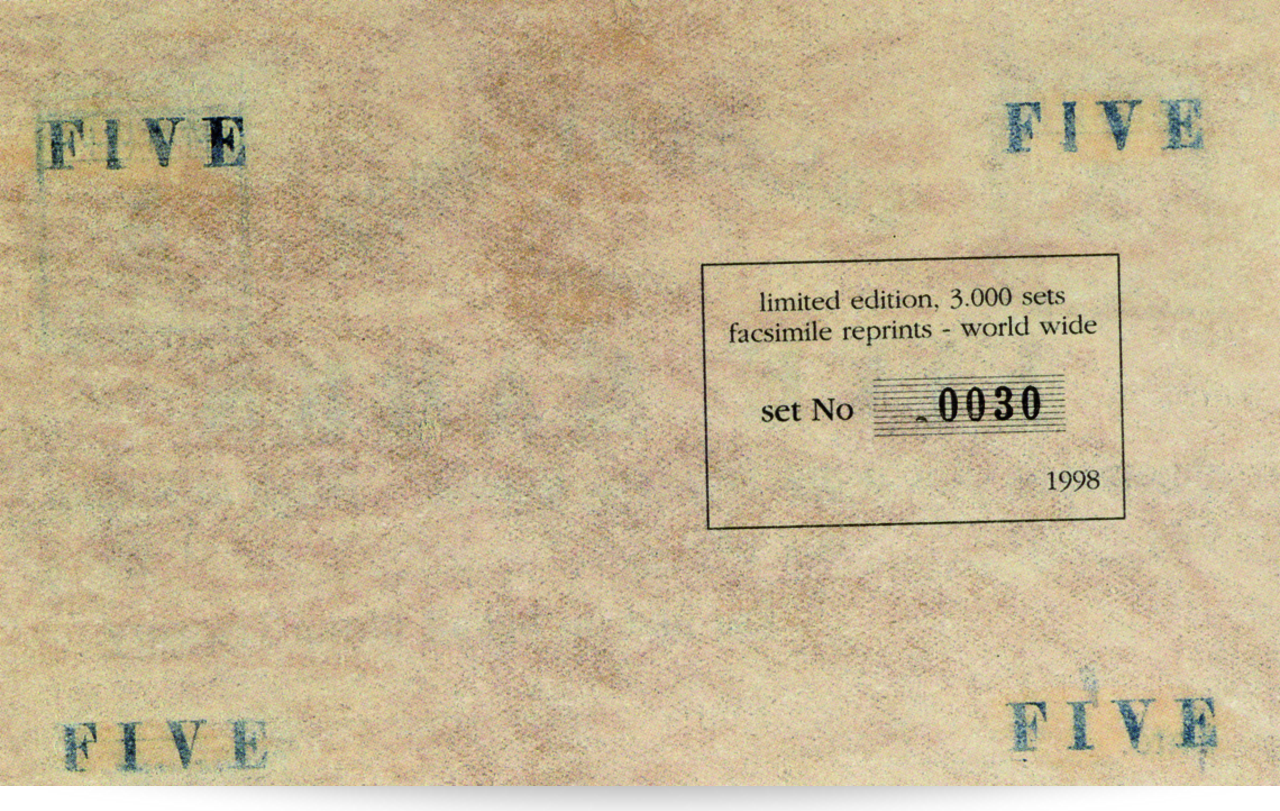 FIVE
FIVE
limited edition, 3.000 sets
facsimile reprints - world wide
set No 0030
1998
FIVE
FIVE